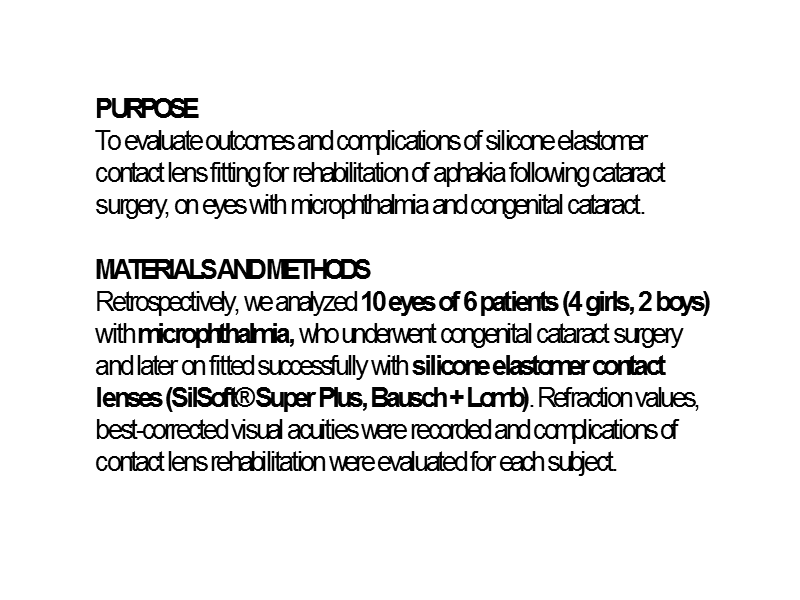 PURPOSE
To evaluate outcomes and complications of silicone elastomer
contact lens fitting for rehabilitation of aphakia following cataract
surgery, on eyes with microphthalmia and congenital cataract.
MATERIALS AND METHODS
Retrospectively, we analyzed 10 eyes of 6 patients (4 girls, 2 boys)
with microphthalmia, who underwent congenital cataract surgery
and later on fitted successfully with silicone elastomer contact
lenses (SilSoft® Super Plus, Bausch + Lomb). Refraction values,
best-corrected visual acuities were recorded and complications of
contact lens rehabilitation were evaluated for each subject.